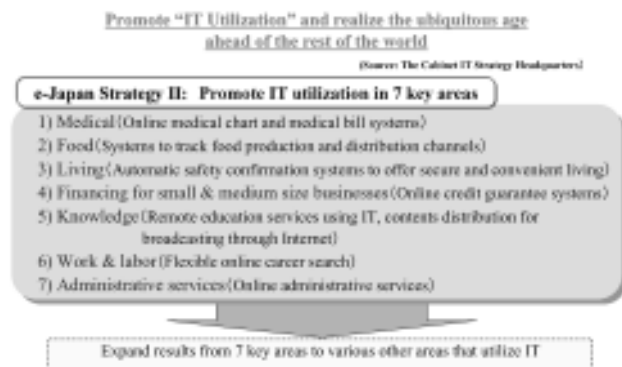 Promote “IT Utilization” and realize the ubiquitous age
ahead of the rest of the world
(Source: The Cabinet IT Strategy Headquarters)
e-Japan Strategy II: Promote IT utilization in 7 key areas
1) Medical(Online medical chart and medical bill systems)
2) Food(Systems to track food production and distribution channels)
3) Living(Automatic safety confirmation systems to offer secure and convenient living)
4) Financing for small & medium size businesses(Online credit guarantee systems)
5) Knowledge(Remote education services using IT, contents distribution for
broadcasting through Internet)
6) Work & labor(Flexible online career search)
7) Administrative services(Online administrative services)
Expand results from 7 key areas to various other areas that utilize IT